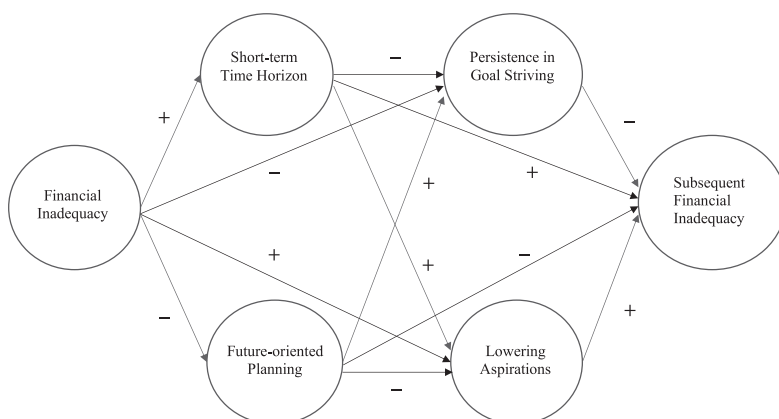 Short-term
Time Horizon
−
Persistence in
Goal Striving
+
−
−
+
+
Financial
Inadequacy
Subsequent
Financial
Inadequacy
+
+
−
−
+
Future-oriented
Planning
−
Lowering
Aspirations